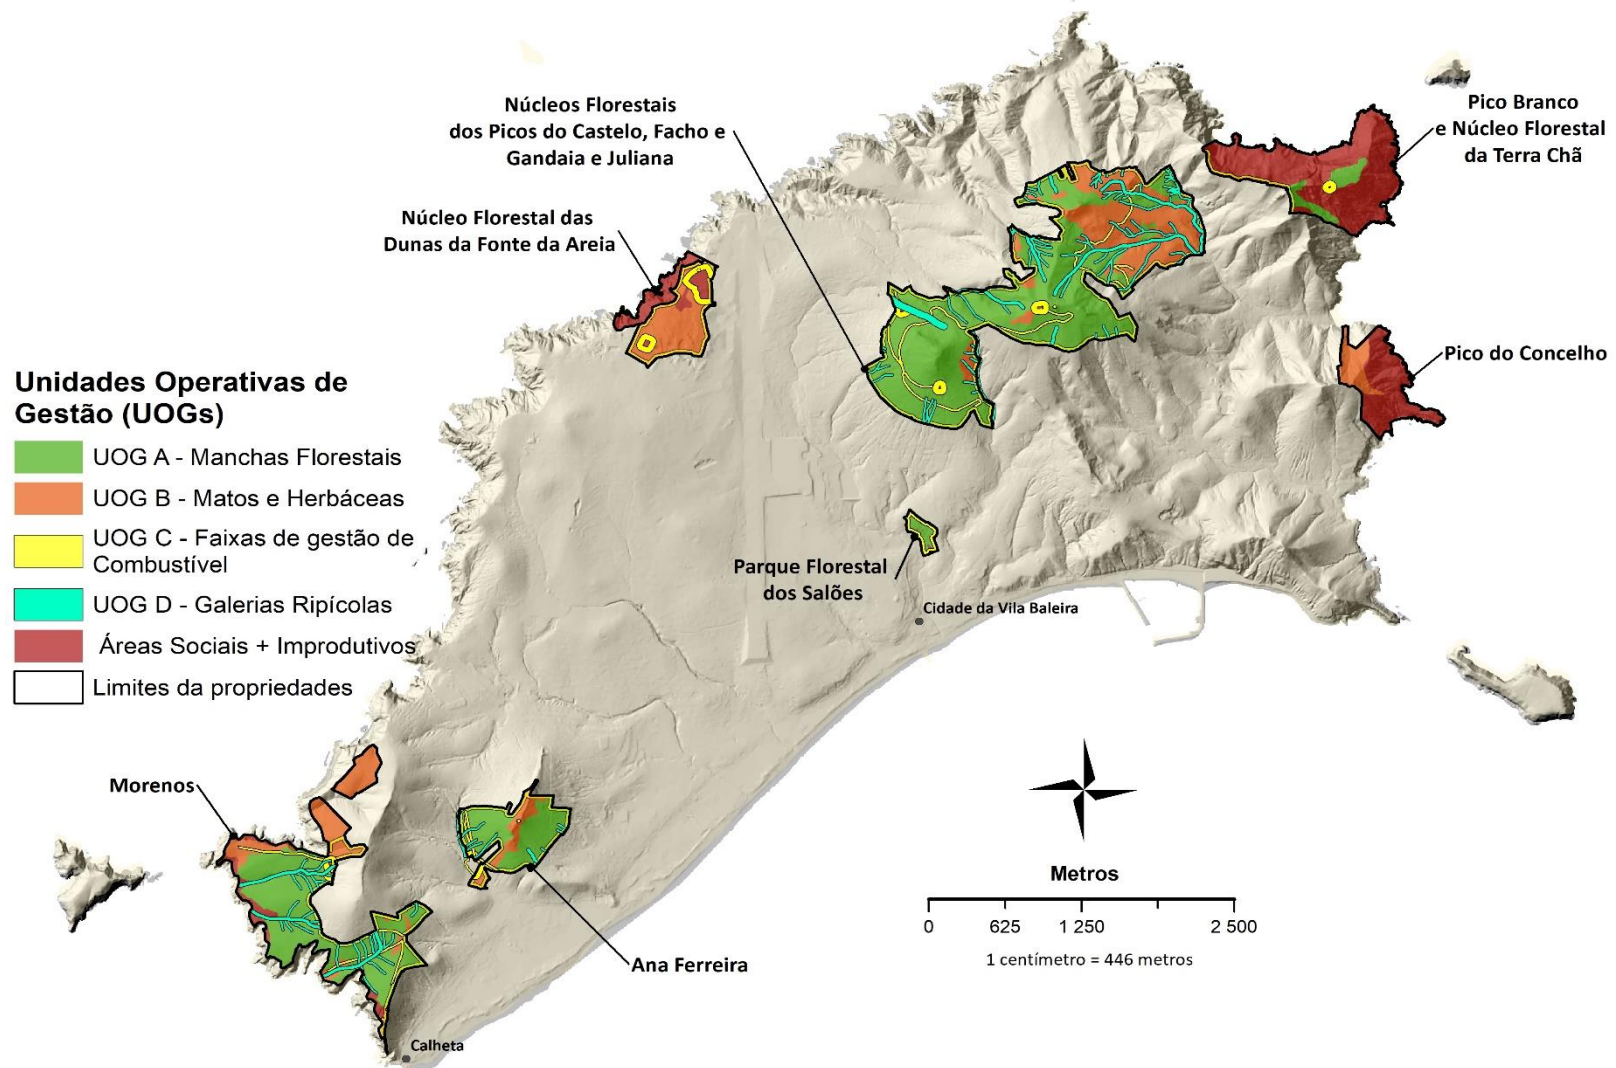 Núcleos Florestais
dos Picos do Castelo, Facho e
Gandaia e Juliana
Pico Branco
e Núcleo Florestal
da Terra Chã
Núcleo Florestal das
Dunas da Fonte da Areia
Pico do Concelho
Unidades Operativas de
Gestão (UOGs)
UOG A - Manchas Florestais
UOG B - Matos e Herbáceas
UOG C - Faixas de gestão de
Combustível
UOG D - Galerias Ripícolas
Áreas Sociais + Improdutivos
Limites da propriedades
Parque Florestal
dos Salões
Cidade da Vila Baleira
Morenos
Ana Ferreira
Calheta
Metros
0 625 1 250 2 500
1 centímetro = 446 metros